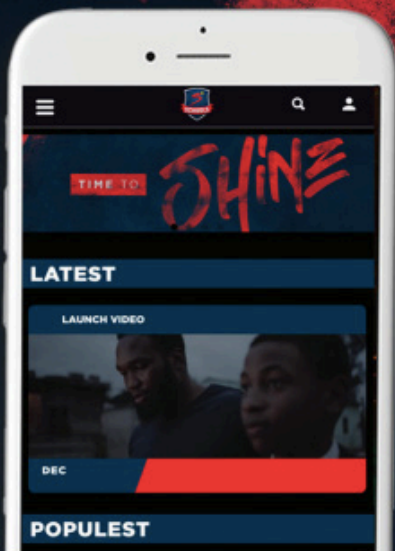 TIME TO SHINE
LATEST
LAUNCH VIDEO
DEC
POPULEST